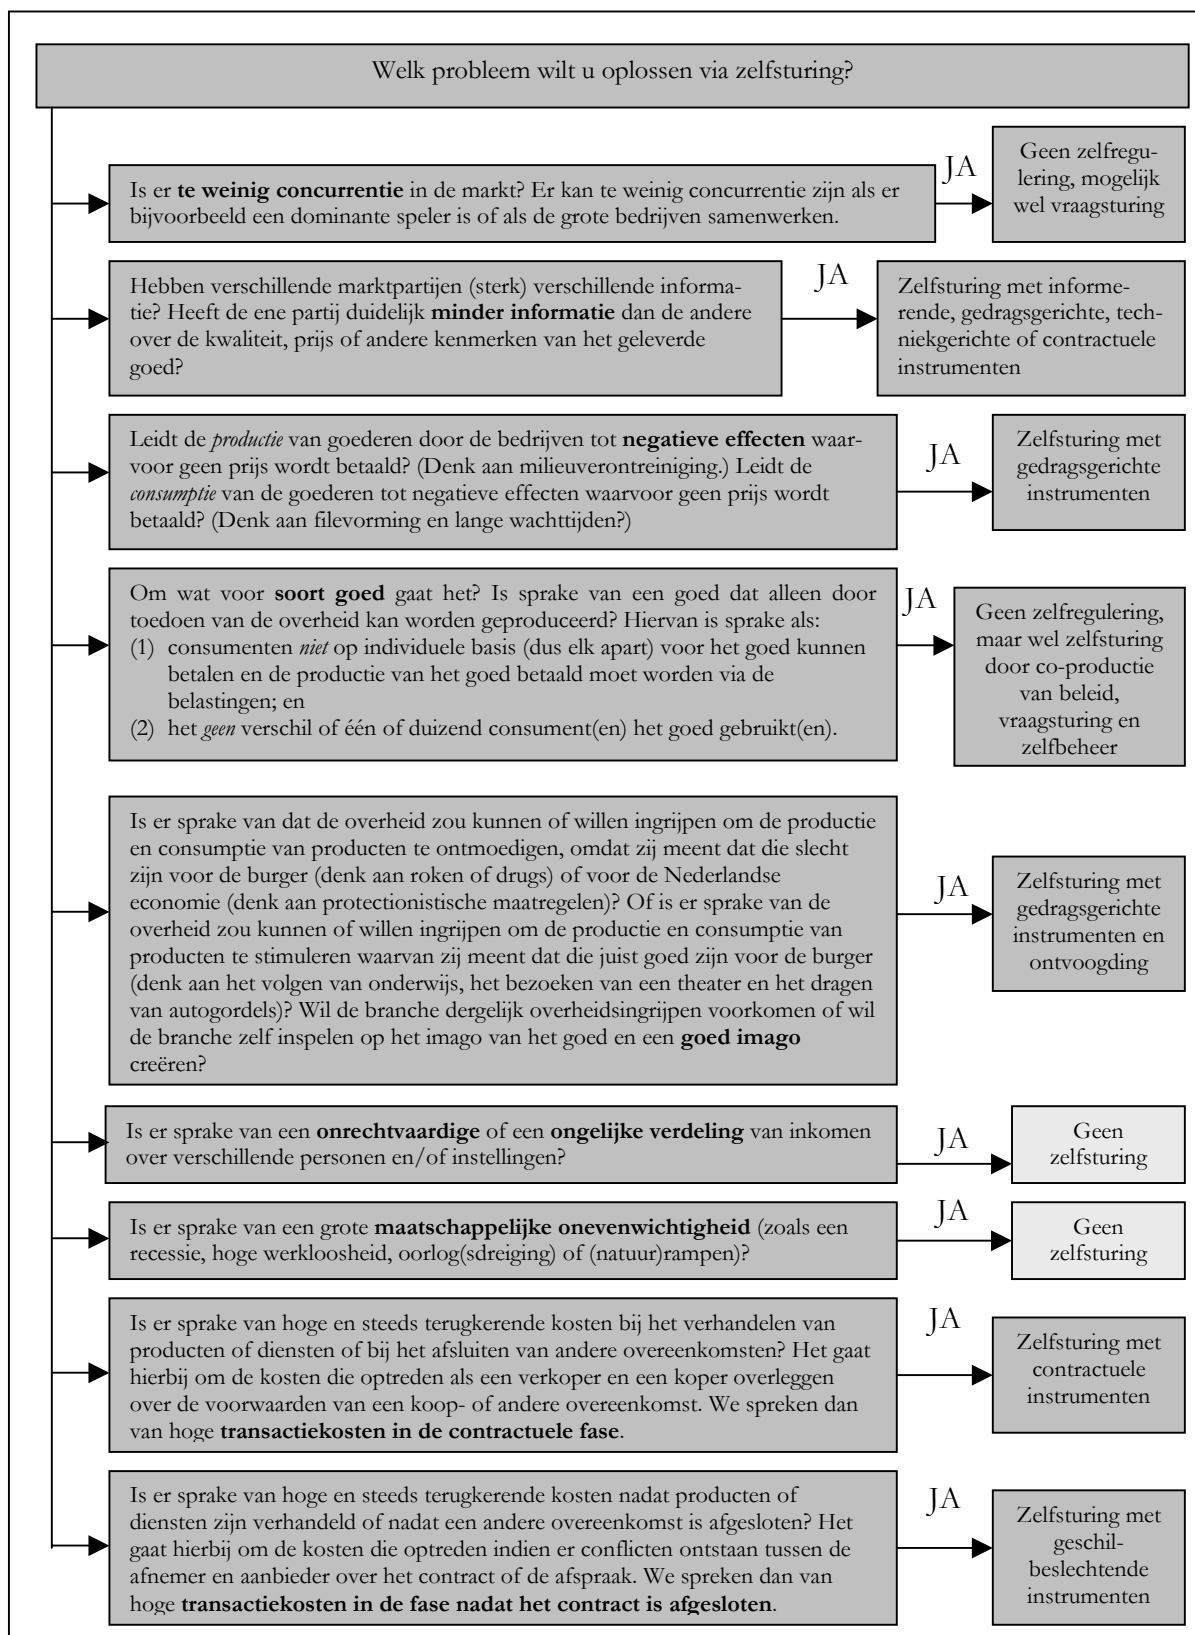 Welk probleem wilt u oplossen via zelfsturing?
Is er te weinig concurrentie in de markt? Er kan te weinig concurrentie zijn als er
bijvoorbeeld een dominante speler is of als de grote bedrijven samenwerken.
JA
Geen zelfregu-
lering, mogelijk
wel vraagsturing
Hebben verschillende marktpartijen (sterk) verschillende informa-
tie? Heeft de ene partij duidelijk minder informatie dan de andere
over de kwaliteit, prijs of andere kenmerken van het geleverde
goed?
JA
Zelfsturing met informe-
rende, gedragsgerichte, tech-
niekgerichte of contractuele
instrumenten
Leidt de productie van goederen door de bedrijven tot negatieve effecten waar-
voor geen prijs wordt betaald? (Denk aan milieuverontreiniging.) Leidt de
consumptie van de goederen tot negatieve effecten waarvoor geen prijs wordt
betaald? (Denk aan filevorming en lange wachttijden?)
JA
Zelfsturing met
gedragsgerichte
instrumenten
Om wat voor soort goed gaat het? Is sprake van een goed dat alleen door
toedoen van de overheid kan worden geproduceerd? Hiervan is sprake als:
(1) consumenten niet op individuele basis (dus elk apart) voor het goed kunnen
betalen en de productie van het goed betaald moet worden via de
belastingen; en
(2) het geen verschil of één of duizend consument(en) het goed gebruikt(en).
JA
Geen zelfregulering,
maar wel zelfsturing
door co-productie
van beleid,
vraagsturing en
zelfbeheer
Is er sprake van dat de overheid zou kunnen of willen ingrijpen om de productie
en consumptie van producten te ontmoedigen, omdat zij meent dat die slecht
zijn voor de burger (denk aan roken of drugs) of voor de Nederlandse
economie (denk aan protectionistische maatregelen)? Of is er sprake van de
overheid zou kunnen of willen ingrijpen om de productie en consumptie van
producten te stimuleren waarvan zij meent dat die juist goed zijn voor de burger
(denk aan het volgen van onderwijs, het bezoeken van een theater en het dragen
van autogordels)? Wil de branche dergelijk overheidsingrijpen voorkomen of wil
de branche zelf inspelen op het imago van het goed en een goed imago
creëren?
JA
Zelfsturing met
gedragsgerichte
instrumenten en
ontvoogding
Is er sprake van een onrechtvaardige of een ongelijke verdeling van inkomen
over verschillende personen en/of instellingen?
JA
Geen
zelfsturing
Is er sprake van een grote maatschappelijke onevenwichtigheid (zoals een
recessie, hoge werkloosheid, oorlog(sdreiging) of (natuur)rampen)?
JA
Geen
zelfsturing
Is er sprake van hoge en steeds terugkerende kosten bij het verhandelen van
producten of diensten of bij het afsluiten van andere overeenkomsten? Het gaat
hierbij om de kosten die optreden als een verkoper en een koper overleggen
over de voorwaarden van een koop- of andere overeenkomst. We spreken dan
van hoge transactiekosten in de contractuele fase.
JA
Zelfsturing met
contractuele
instrumenten
Is er sprake van hoge en steeds terugkerende kosten nadat producten of
diensten zijn verhandeld of nadat een andere overeenkomst is afgesloten? Het
gaat hierbij om de kosten die optreden indien er conflicten ontstaan tussen de
afnemer en aanbieder over het contract of de afspraak. We spreken dan van
hoge transactiekosten in de fase nadat het contract is afgesloten.
JA
Zelfsturing met
geschil-
beslechtende
instrumenten